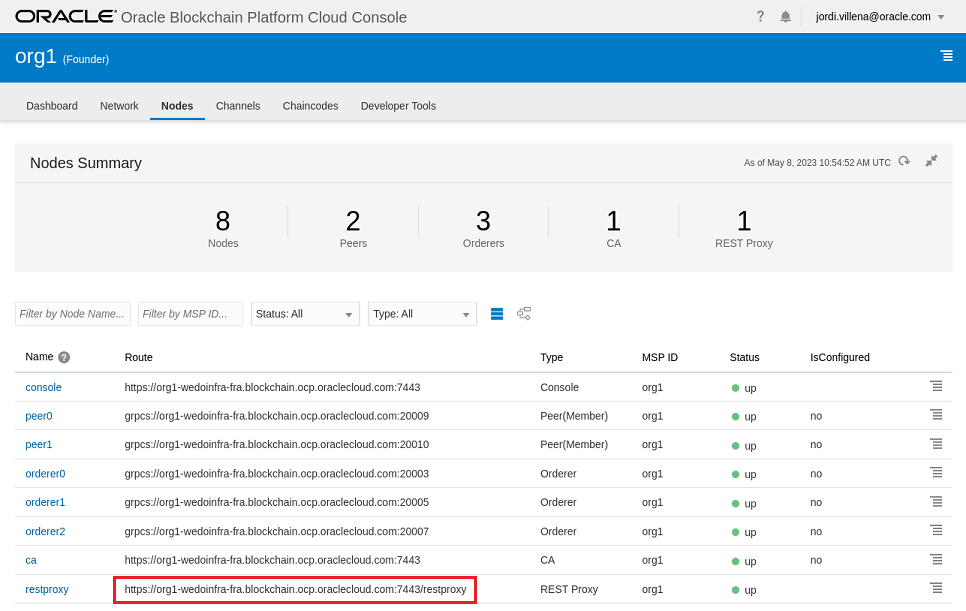 ORACLE® Oracle Blockchain Platform Cloud Console ? jordi.villena@oracle.com
org1 (Founder)
Dashboard Network Nodes Channels Chaincodes Developer Tools
Nodes Summary As of May 8, 2023 10:54:52 AM UTC
8 2 3 1 1
Nodes Peers Orderers CA REST Proxy
Filter by Node Name... Filter by MSP ID... Status: All Type: All
Name ? Route Type MSP ID Status IsConfigured
console https://org1-wedoinfra-fra.blockchain.ocp.oraclecloud.com:7443 Console org1 up
peer0 grpcs://org1-wedoinfra-fra.blockchain.ocp.oraclecloud.com:20009 Peer(Member) org1 up no
peer1 grpcs://org1-wedoinfra-fra.blockchain.ocp.oraclecloud.com:20010 Peer(Member) org1 up no
orderer0 grpcs://org1-wedoinfra-fra.blockchain.ocp.oraclecloud.com:20003 Orderer org1 up no
orderer1 grpcs://org1-wedoinfra-fra.blockchain.ocp.oraclecloud.com:20005 Orderer org1 up no
orderer2 grpcs://org1-wedoinfra-fra.blockchain.ocp.oraclecloud.com:20007 Orderer org1 up no
ca https://org1-wedoinfra-fra.blockchain.ocp.oraclecloud.com:7443 CA org1 up no
restproxy https://org1-wedoinfra-fra.blockchain.ocp.oraclecloud.com:7443/restproxy REST Proxy org1 up no